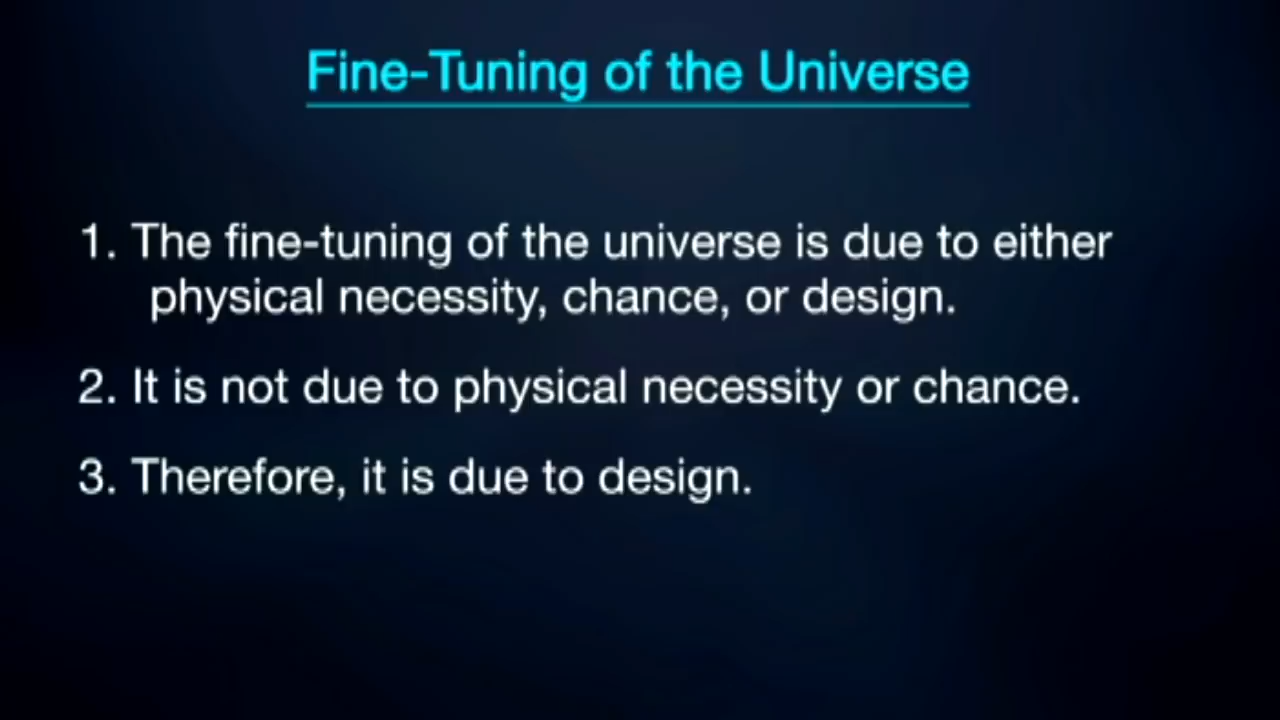 Fine-Tuning of the Universe
1. The fine-tuning of the universe is due to either
physical necessity, chance, or design.
2. It is not due to physical necessity or chance.
3. Therefore, it is due to design.